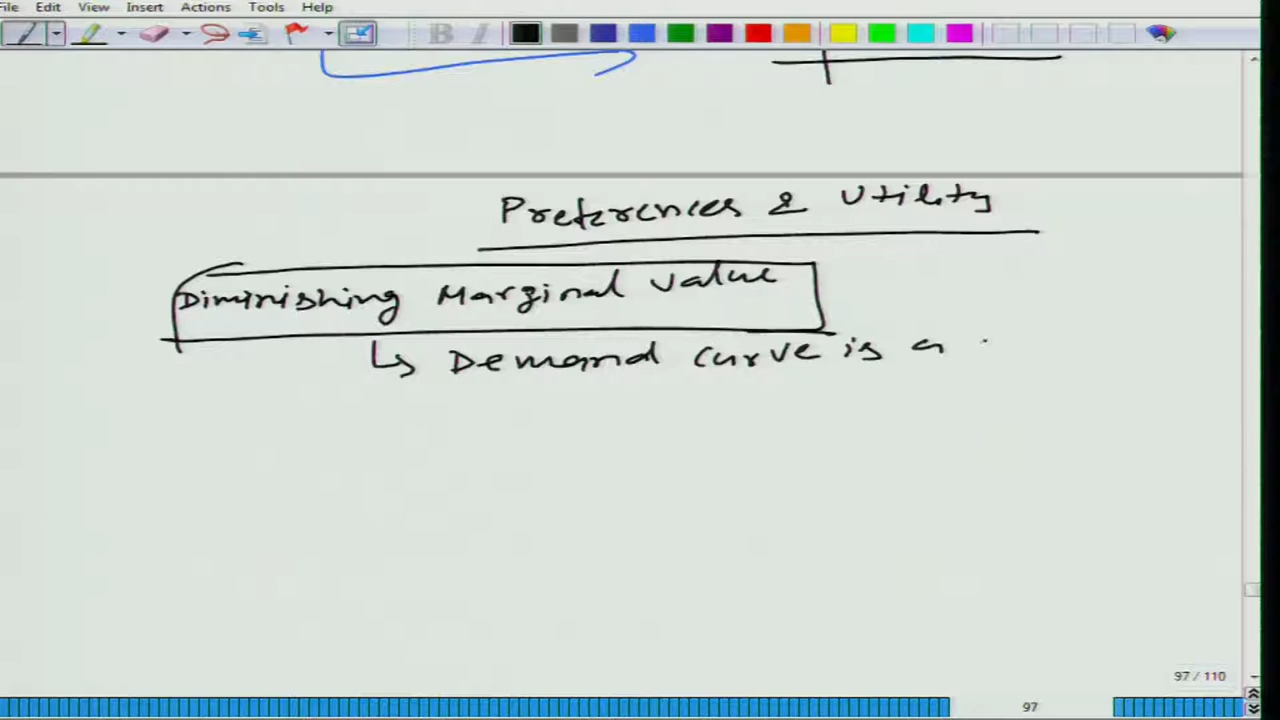 File Edit View Insert Actions Tools Help
B I
Preferences & Utility
Diminishing Marginal Value
↳ Demand curve is a
97 / 110
97